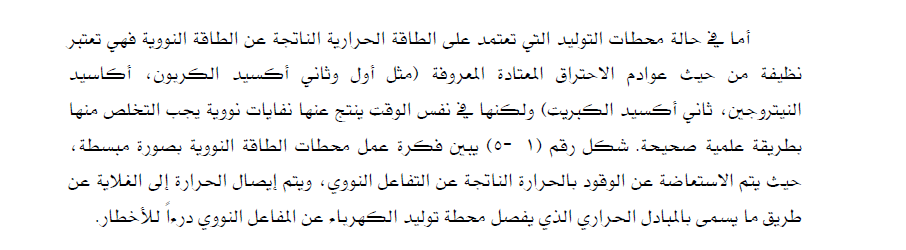 أما في حالة محطات التوليد التي تعتمد على الطاقة الحرارية الناتجة عن الطاقة النووية فهي تعتبر
نظيفة من حيث عوادم الاحتراق المعتادة المعروفة (مثل أول وثاني أكسيد الكربون، أكاسيد
النيتروجين، ثاني أكسيد الكبريت) ولكنها في نفس الوقت ينتج عنها نفايات نووية يجب التخلص منها
بطريقة علمية صحيحة. شكل رقم (١ -٥) يبين فكرة عمل محطات الطاقة النووية بصورة مبسطة،
حيث يتم الاستعاضة عن الوقود بالحرارة الناتجة عن التفاعل النووي، ويتم إيصال الحرارة إلى الغلاية عن
طريق ما يسمى بالمبادل الحراري الذي يفصل محطة توليد الكهرباء عن المفاعل النووي درءاً للأخطار.